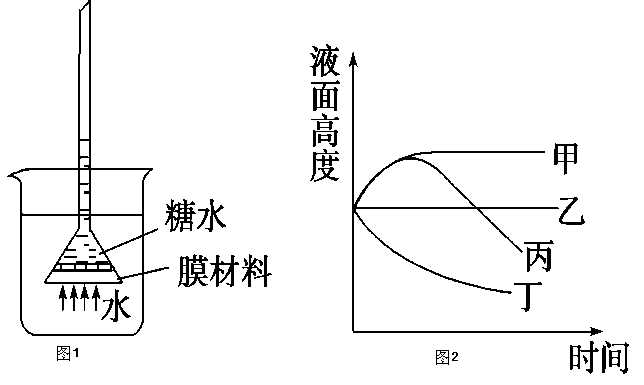 糖水
膜材料
水
图1
液面高度
甲
乙
丙
丁
时间
图2